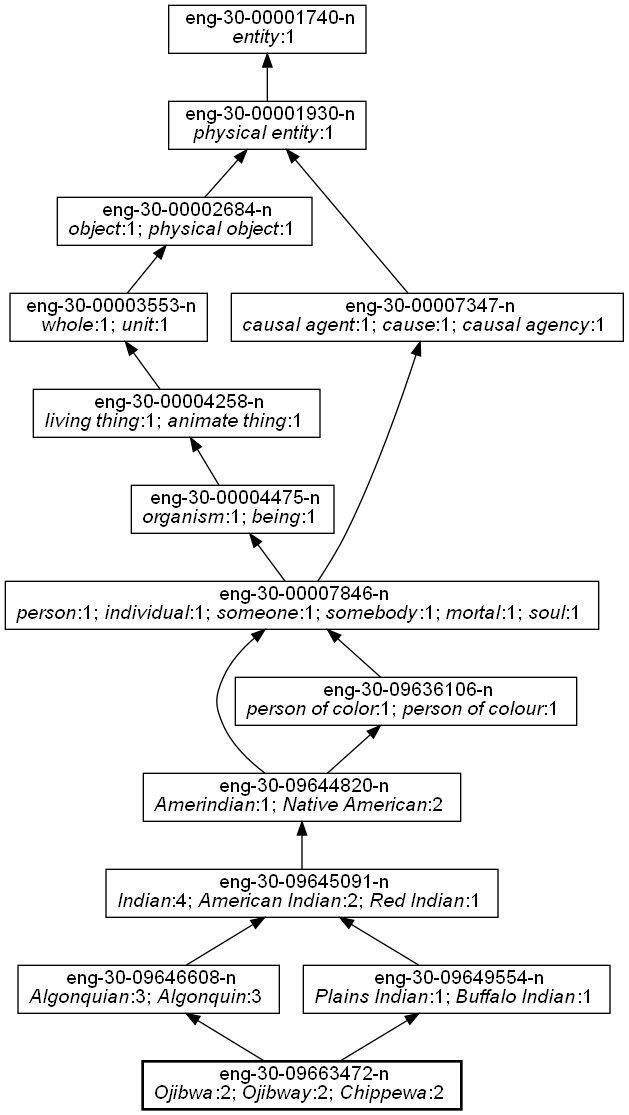 eng-30-00001740-n
entity:1
eng-30-00001930-n
physical entity:1
eng-30-00002684-n
object:1; physical object:1
eng-30-00003553-n
whole:1; unit:1
eng-30-00007347-n
causal agent:1; cause:1; causal agency:1
eng-30-00004258-n
living thing:1; animate thing:1
eng-30-00004475-n
organism:1; being:1
eng-30-00007846-n
person:1; individual:1; someone:1; somebody:1; mortal:1; soul:1
eng-30-09636106-n
person of color:1; person of colour:1
eng-30-09644820-n
Amerindian:1; Native American:2
eng-30-09645091-n
Indian:4; American Indian:2; Red Indian:1
eng-30-09646608-n
Algonquian:3; Algonquin:3
eng-30-09649554-n
Plains Indian:1; Buffalo Indian:1
eng-30-09663472-n
Ojibwa:2; Ojibway:2; Chippewa:2